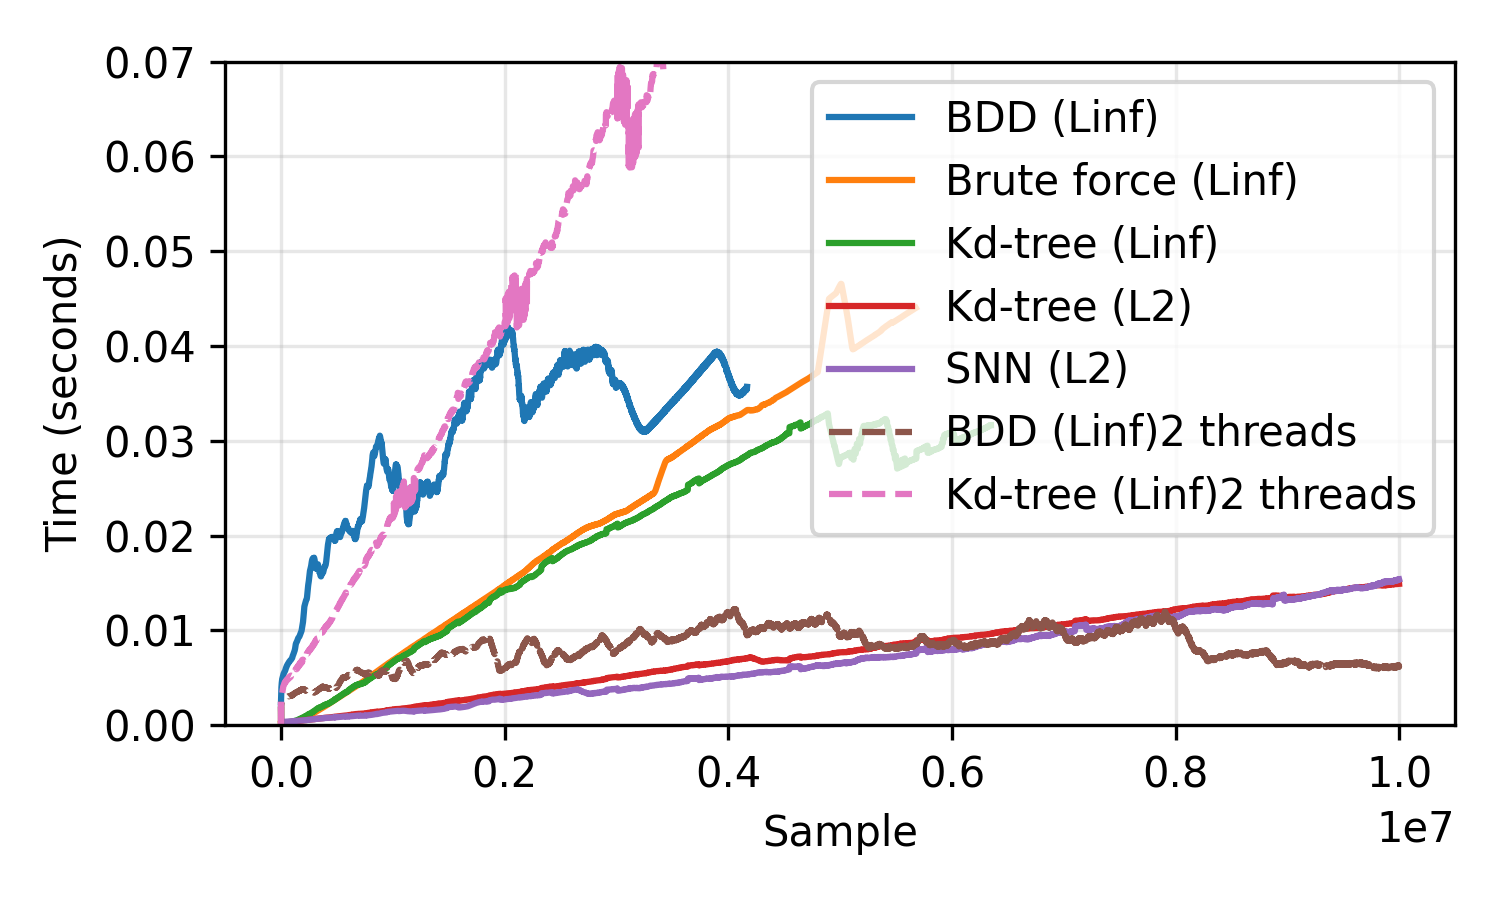 0.07
0.06
0.05
0.04
0.03
0.02
0.01
0.00
Time (seconds)
BDD (Linf)
Brute force (Linf)
Kd-tree (Linf)
Kd-tree (L2)
SNN (L2)
BDD (Linf)2 threads
Kd-tree (Linf)2 threads
0.0 0.2 0.4 0.6 0.8 1.0
Sample
1e7